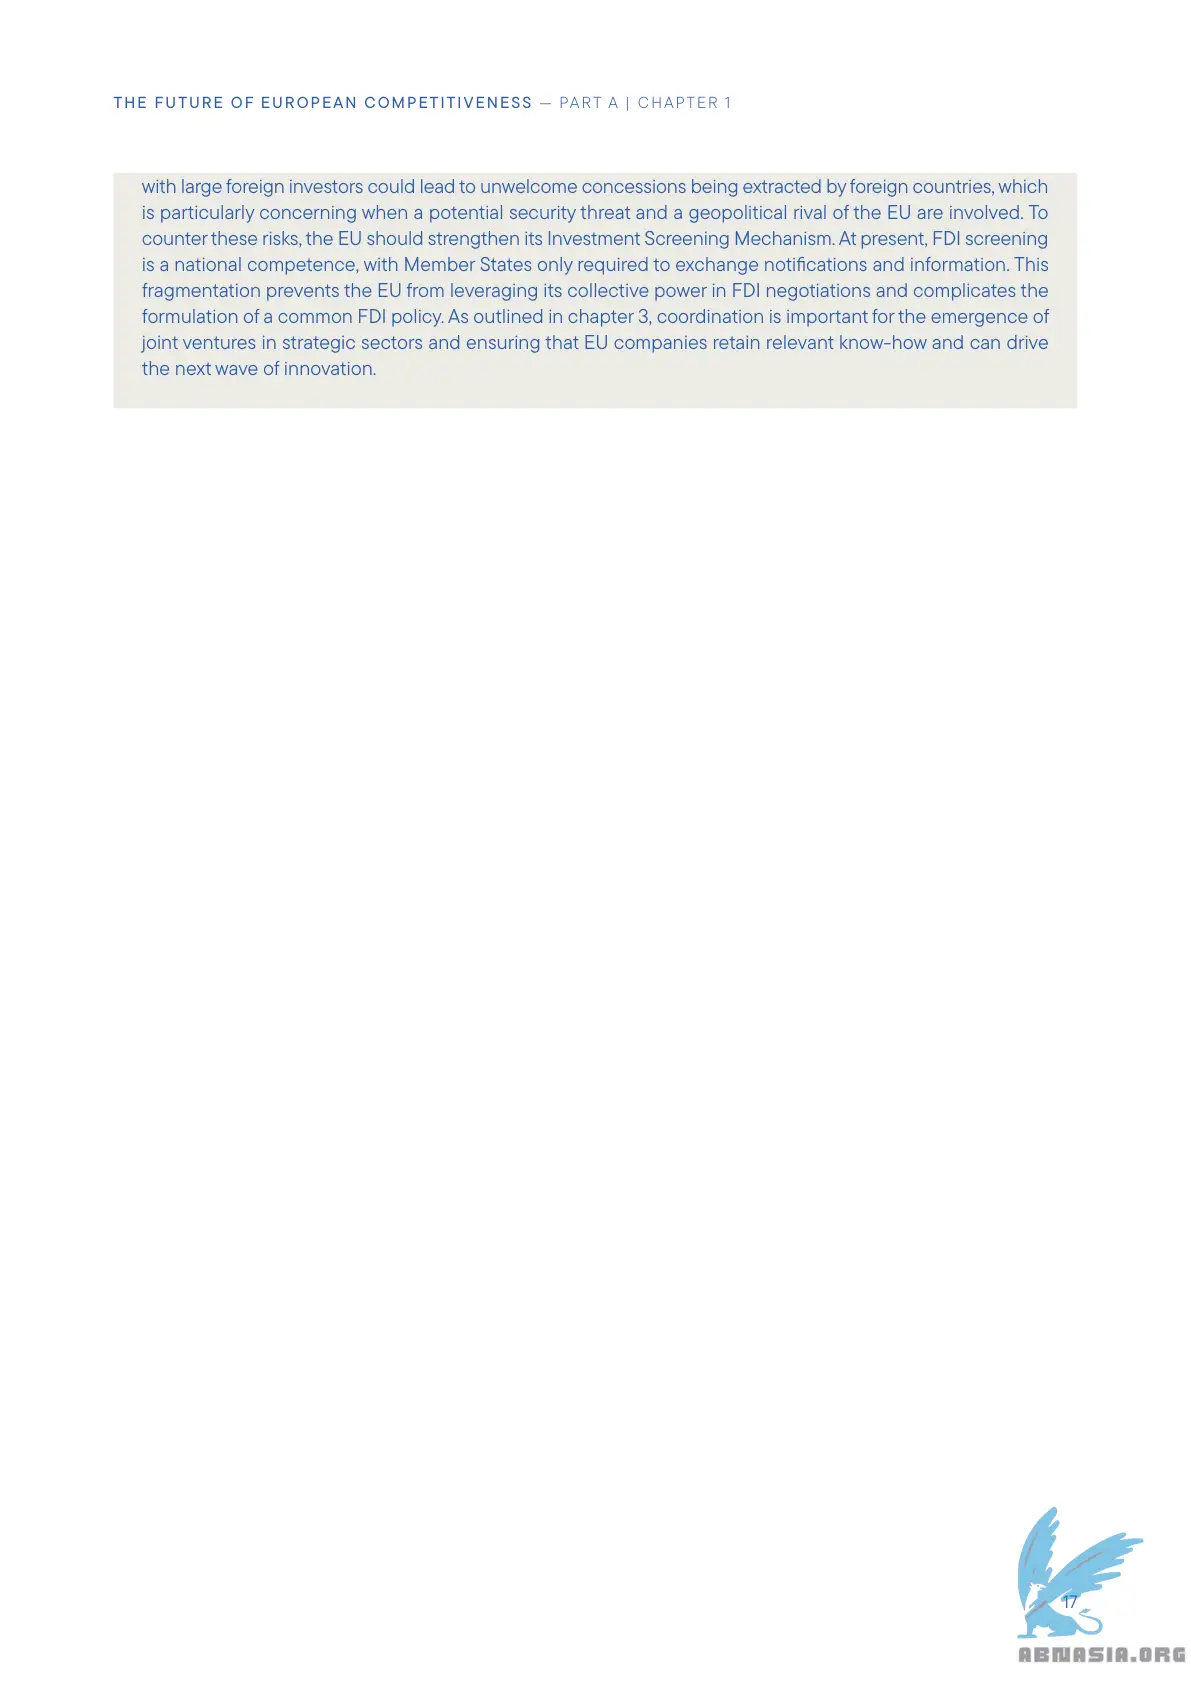 THE FUTURE OF EUROPEAN COMPETITIVENESS — PART A | CHAPTER 1
with large foreign investors could lead to unwelcome concessions being extracted by foreign countries, which
is particularly concerning when a potential security threat and a geopolitical rival of the EU are involved. To
counter these risks, the EU should strengthen its Investment Screening Mechanism. At present, FDI screening
is a national competence, with Member States only required to exchange notifications and information. This
fragmentation prevents the EU from leveraging its collective power in FDI negotiations and complicates the
formulation of a common FDI policy. As outlined in chapter 3, coordination is important for the emergence of
joint ventures in strategic sectors and ensuring that EU companies retain relevant know-how and can drive
the next wave of innovation.
17
ABNASIA.ORG